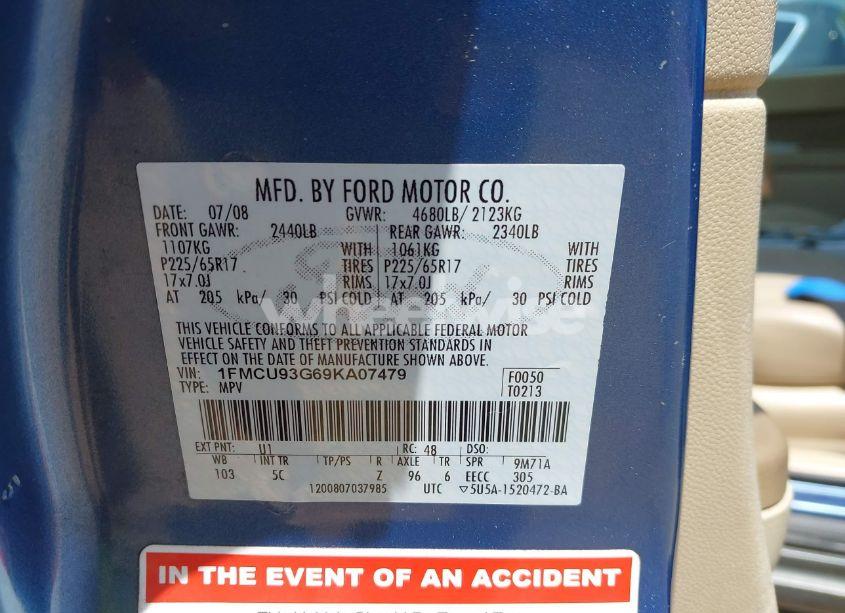 MFD. BY FORD MOTOR CO.
DATE: 07/08 GVWR: 4680LB/ 2123KG
FRONT GAWR: 2440LB REAR GAWR: 2340LB
1107KG WITH 1061KG WITH
P225/65R17 TIRES P225/65R17 TIRES
17x7.0J RIMS 17x7.0J RIMS
AT 205 kPa/ 30 PSI COLD AT 205 kPa/ 30 PSI COLD
THIS VEHICLE CONFORMS TO ALL APPLICABLE FEDERAL MOTOR
VEHICLE SAFETY AND THEFT PREVENTION STANDARDS IN
EFFECT ON THE DATE OF MANUFACTURE SHOWN ABOVE.
VIN: 1FMCU93G69KA07479 F0050
TYPE: MPV T0213
EXT PNT: U1 RC: 48 DSO:
WB INT TR TP/PS R AXLE TR SPR 9M71A
103 5C Z 96 6 EECC 305
1200807037985 UTC ▽5U5A-1520472-BA
wheelwise
IN THE EVENT OF AN ACCIDENT